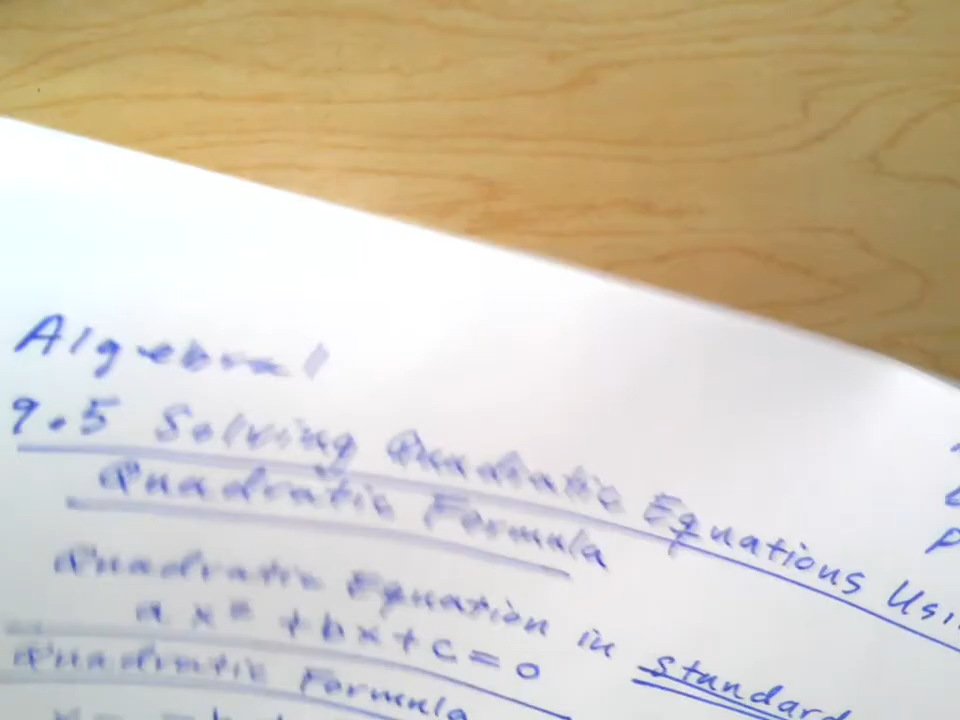 Algebra 1
9.5 Solving Quadratic Equations Usi
Quadratic Formula
Quadratic Equation in standard
ax² + bx + c = 0
Quadratic Formula